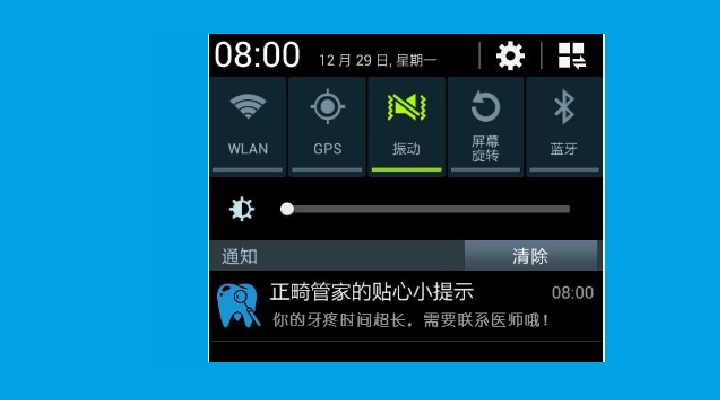 08:00 12月29日,星期一
WLAN GPS 振动 屏幕旋转 蓝牙
通知 清除
正畸管家的贴心小提示 08:00
你的牙疼时间超长，需要联系医师哦！